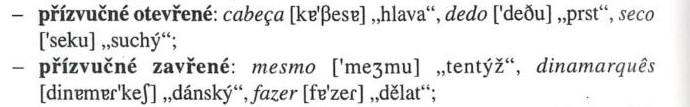 – přízvučné otevřené: cabeça [kɐ'βesɐ] „hlava“, dedo ['deðu] „prst“, seco
['seku] „suchý“;
– přízvučné zavřené: mesmo ['meʒmu] „tentýž“, dinamarquês
[dinɐmɐr'keʃ] „dánský“, fazer [fɐ'zer] „dělat“;